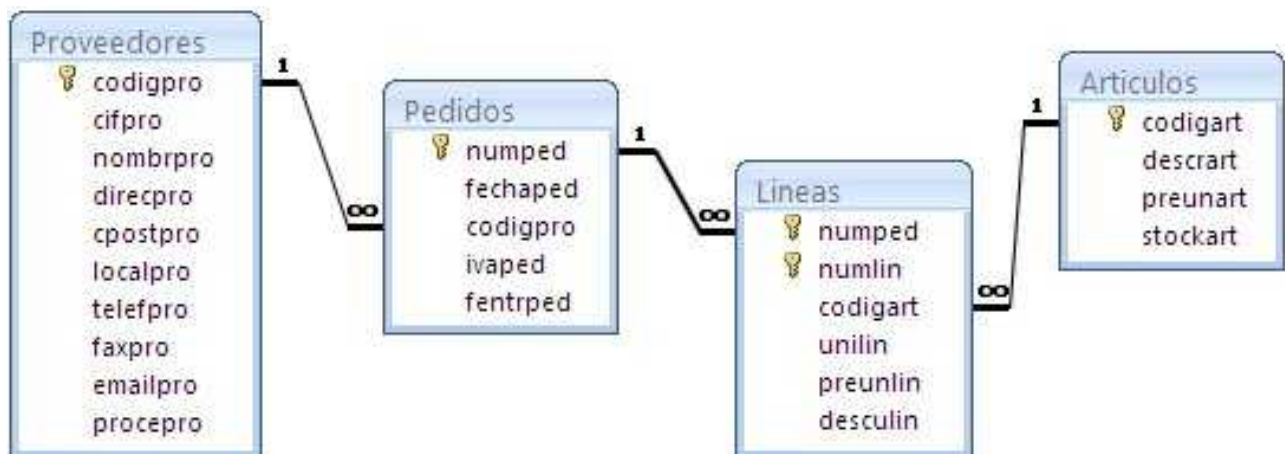 Proveedores
codigpro
cifpro
nombrpro
direcpro
cpostpro
localpro
telefpro
faxpro
emailpro
procepro
1
∞
Pedidos
numped
fechaped
codigpro
ivaped
fentrped
1
∞
Lineas
numped
numlin
codigart
unilin
preunlin
desculin
∞
1
Articulos
codigart
descrart
preunart
stockart